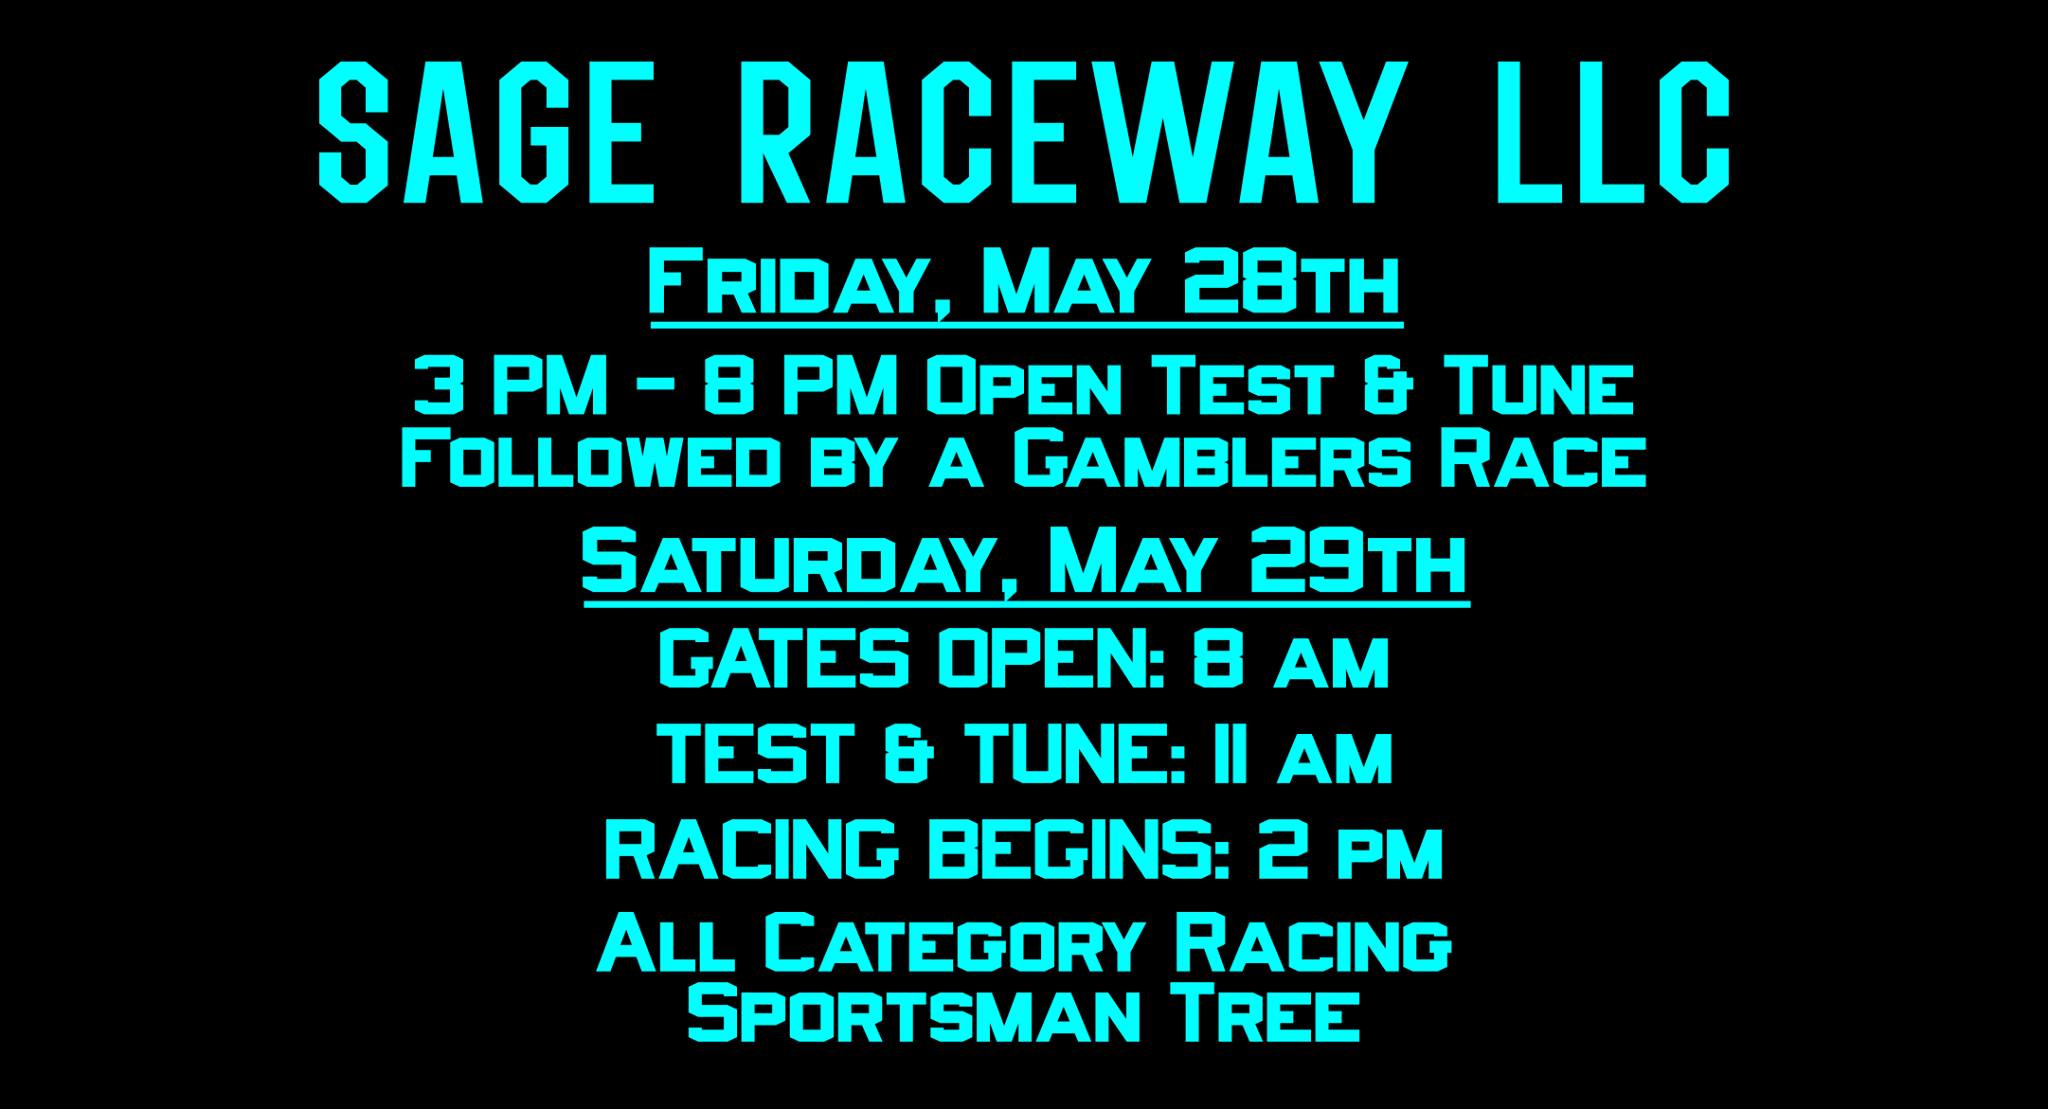 SAGE RACEWAY LLC
Friday, May 28th
3 PM - 8 PM Open Test & Tune
Followed by a Gamblers Race
Saturday, May 29th
GATES OPEN: 8 am
TEST & TUNE: 11 am
RACING BEGINS: 2 pm
All Category Racing
Sportsman Tree